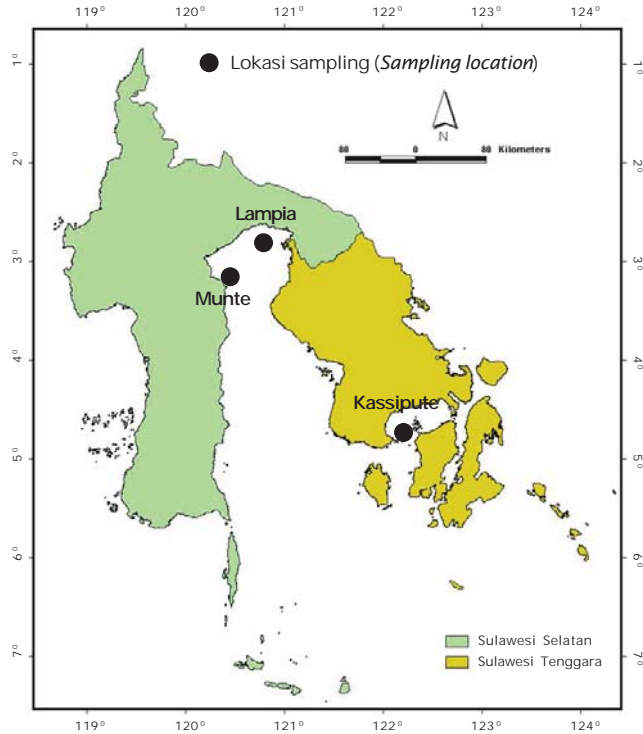 119° 120° 121° 122° 123° 124°
Lokasi sampling (Sampling location)
1° 1°
N
80 0 80 Kilometers
2° 2°
Lampia
3° 3°
Munte
4° 4°
Kassipute
5° 5°
6° 6°
Sulawesi Selatan
7° 7°
Sulawesi Tenggara
119° 120° 121° 122° 123° 124°